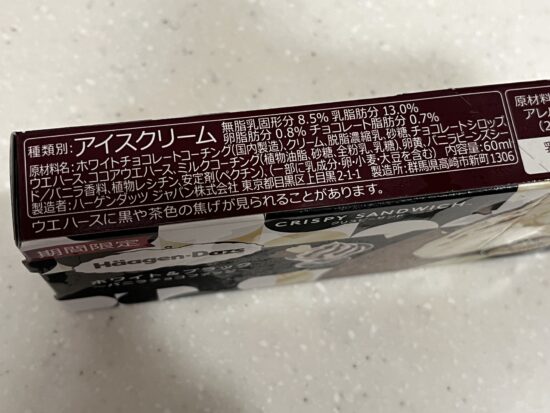 種類別:アイスクリーム 無脂乳固形分 8.5% 乳脂肪分 13.0%
卵脂肪分 0.8% チョコレート脂肪分 0.7%
原材料名:ホワイトチョコレートコーチング(国内製造)、クリーム、脱脂濃縮乳、砂糖、チョコレートシロップ、
ウエハース、ココアウエハース、ミルクコーチング(植物油脂、砂糖、全粉乳、乳糖)、卵黄、バニラビーンズシー
ド/バニラ香料、植物レシチン、安定剤(ペクチン)、(一部に乳成分・卵・小麦・大豆を含む) 内容量:60ml
製造者:ハーゲンダッツ ジャパン株式会社 東京都目黒区上目黒2-1-1 製造所:群馬県高崎市新町1306
ウエハースに黒や茶色の焦げが見られることがあります。
原材料
アレ
CRISPY SANDWICH
期間限定
Häagen-Dazs
ホワイト&ブラック